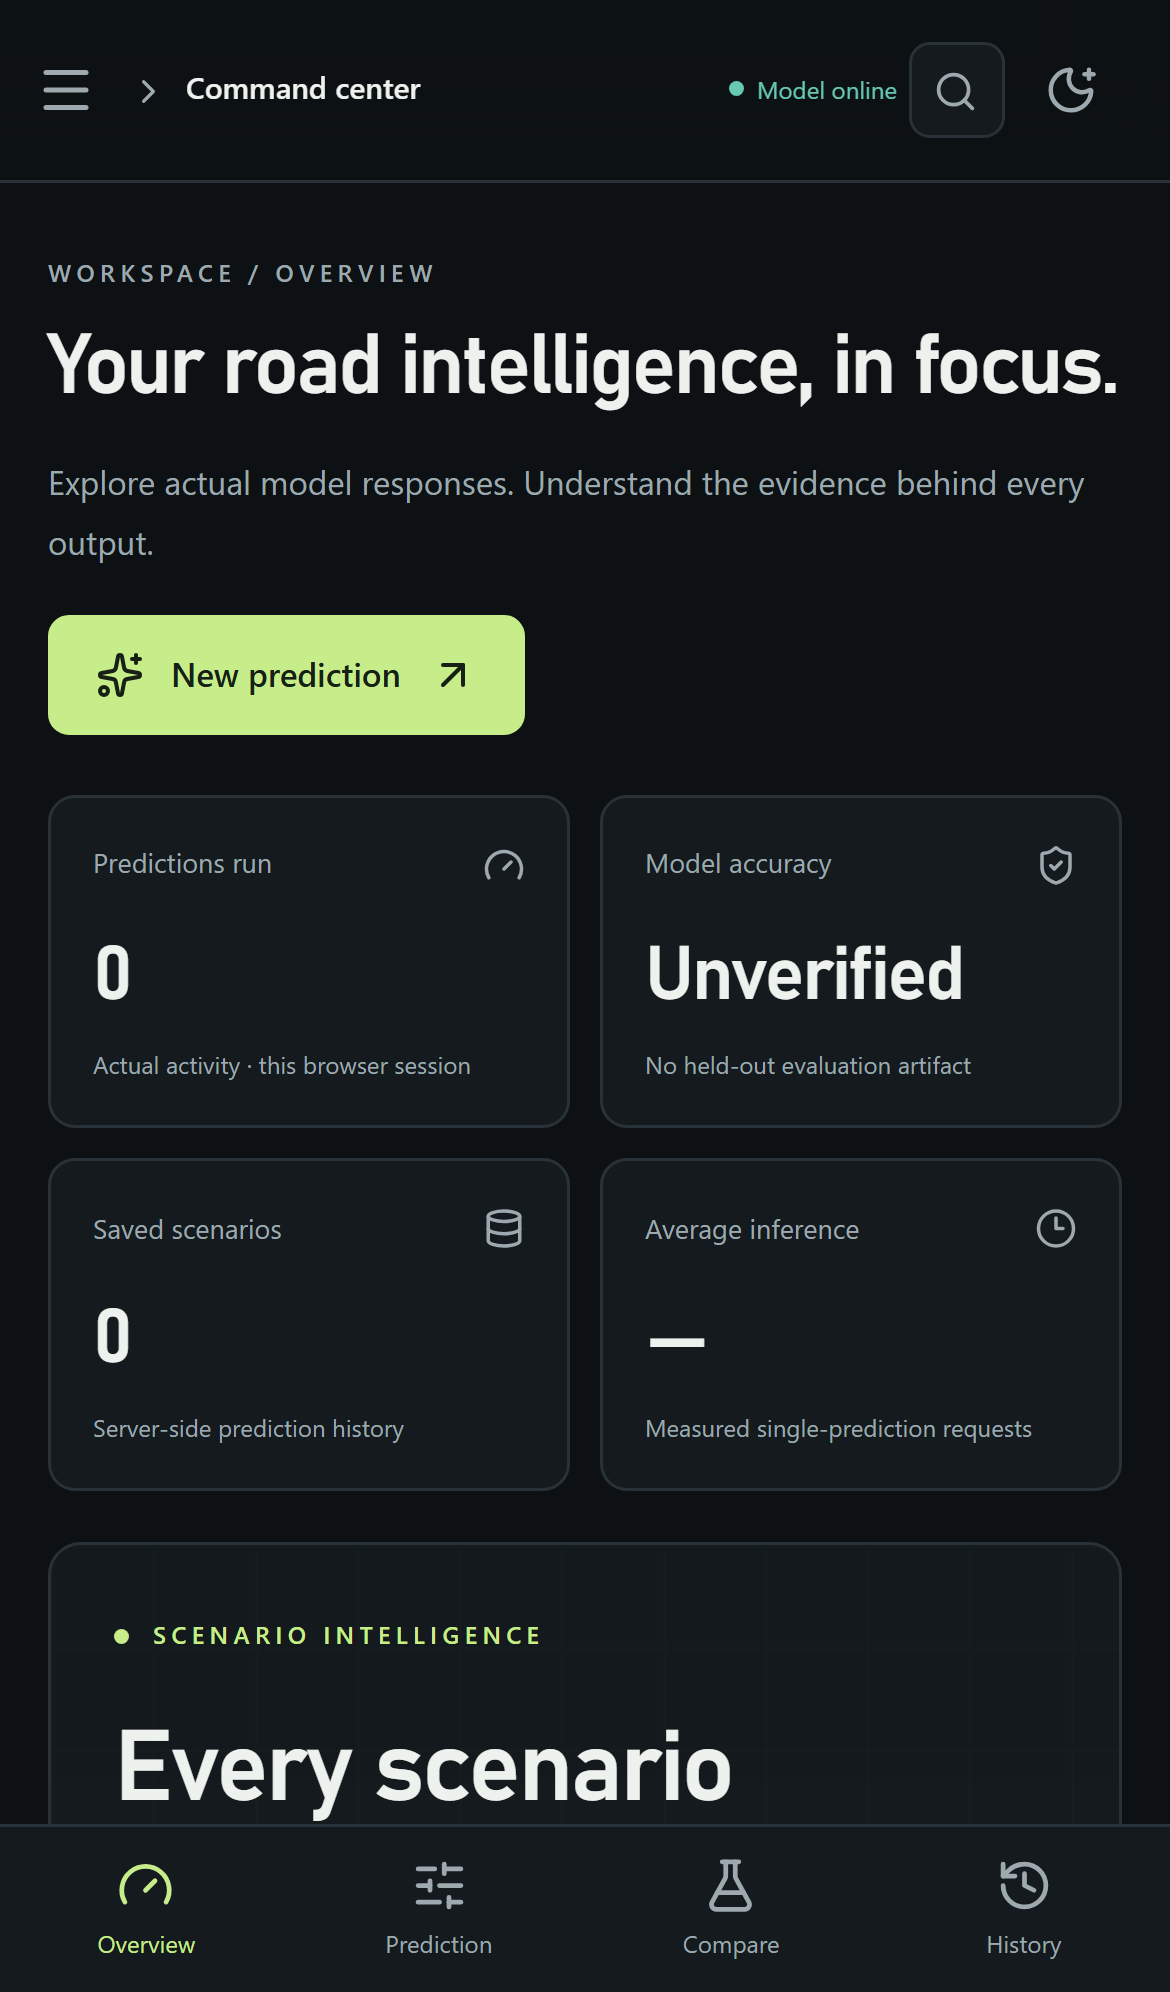 Command center
Model online
WORKSPACE / OVERVIEW
Your road intelligence, in focus.
Explore actual model responses. Understand the evidence behind every
output.
New prediction
Predictions run
0
Actual activity · this browser session
Model accuracy
Unverified
No held-out evaluation artifact
Saved scenarios
0
Server-side prediction history
Average inference
—
Measured single-prediction requests
SCENARIO INTELLIGENCE
Every scenario
Overview
Prediction
Compare
History